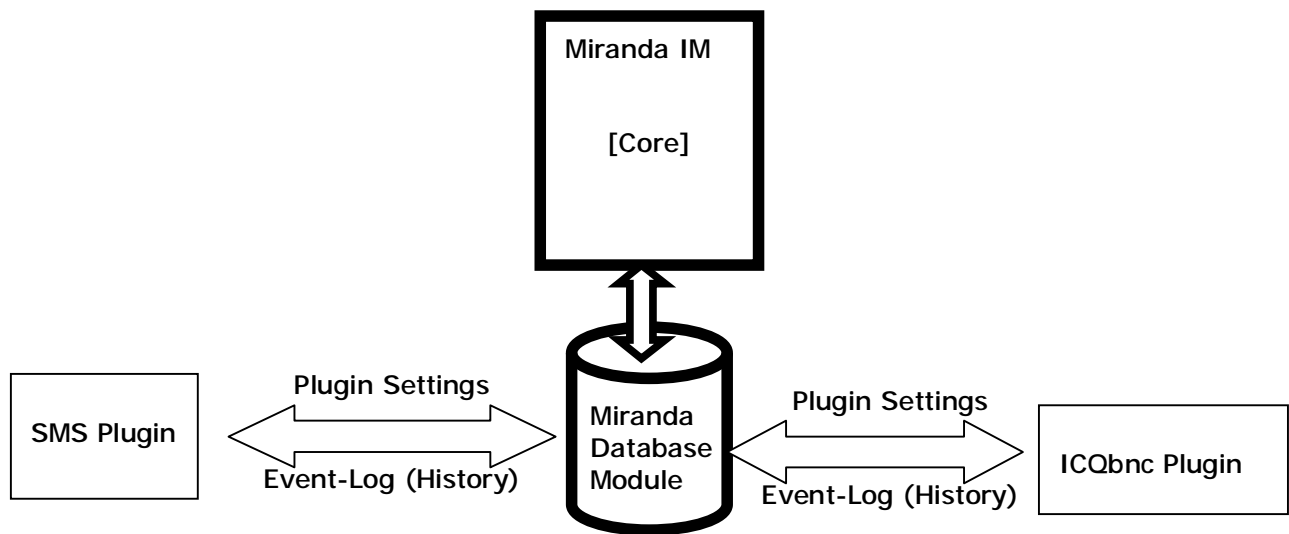 Miranda IM
[Core]
Plugin Settings
SMS Plugin
Event-Log (History)
Miranda
Database
Module
Plugin Settings
Event-Log (History)
ICQbnc Plugin